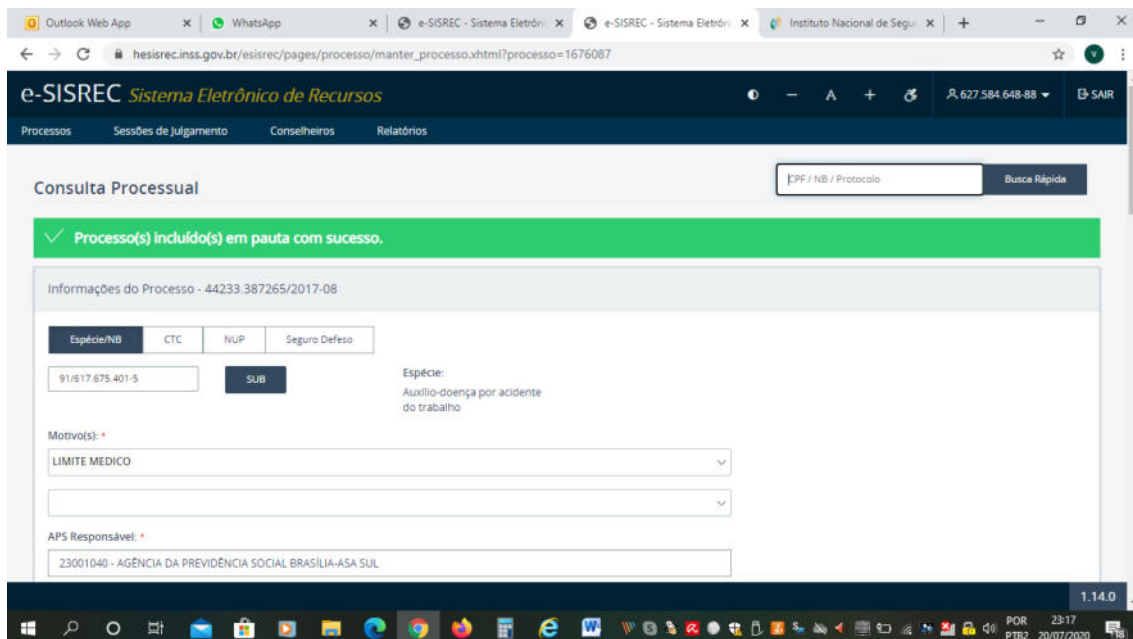 Outlook Web App
WhatsApp
e-SISREC - Sistema Eletrôni
e-SISREC - Sistema Eletrôni
Instituto Nacional de Segu
hesisrec.inss.gov.br/esisrec/pages/processo/manter_processo.xhtml?processo=1676087
V
e-SISREC Sistema Eletrônico de Recursos
A
627.584.648-88
SAIR
Processos Sessões de Julgamento Conselheiros Relatórios
Consulta Processual
CPF / NB / Protocolo
Busca Rápida
Processo(s) incluído(s) em pauta com sucesso.
Informações do Processo - 44233.387265/2017-08
Espécie/NB CTC NUP Seguro Defeso
91/617.675.401-5
SUB
Espécie:
Auxílio-doença por acidente
do trabalho
Motivo(s): *
LIMITE MEDICO
APS Responsável: *
23001040 - AGÊNCIA DA PREVIDÊNCIA SOCIAL BRASÍLIA-ASA SUL
1.14.0
POR 23:17
PTB2 20/07/2020